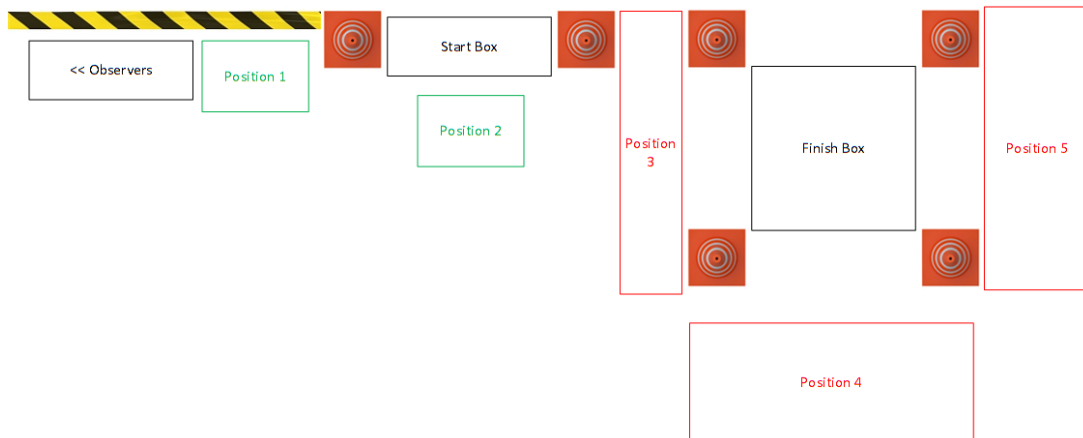 << Observers
Position 1
Start Box
Position 2
Position
3
Finish Box
Position 5
Position 4